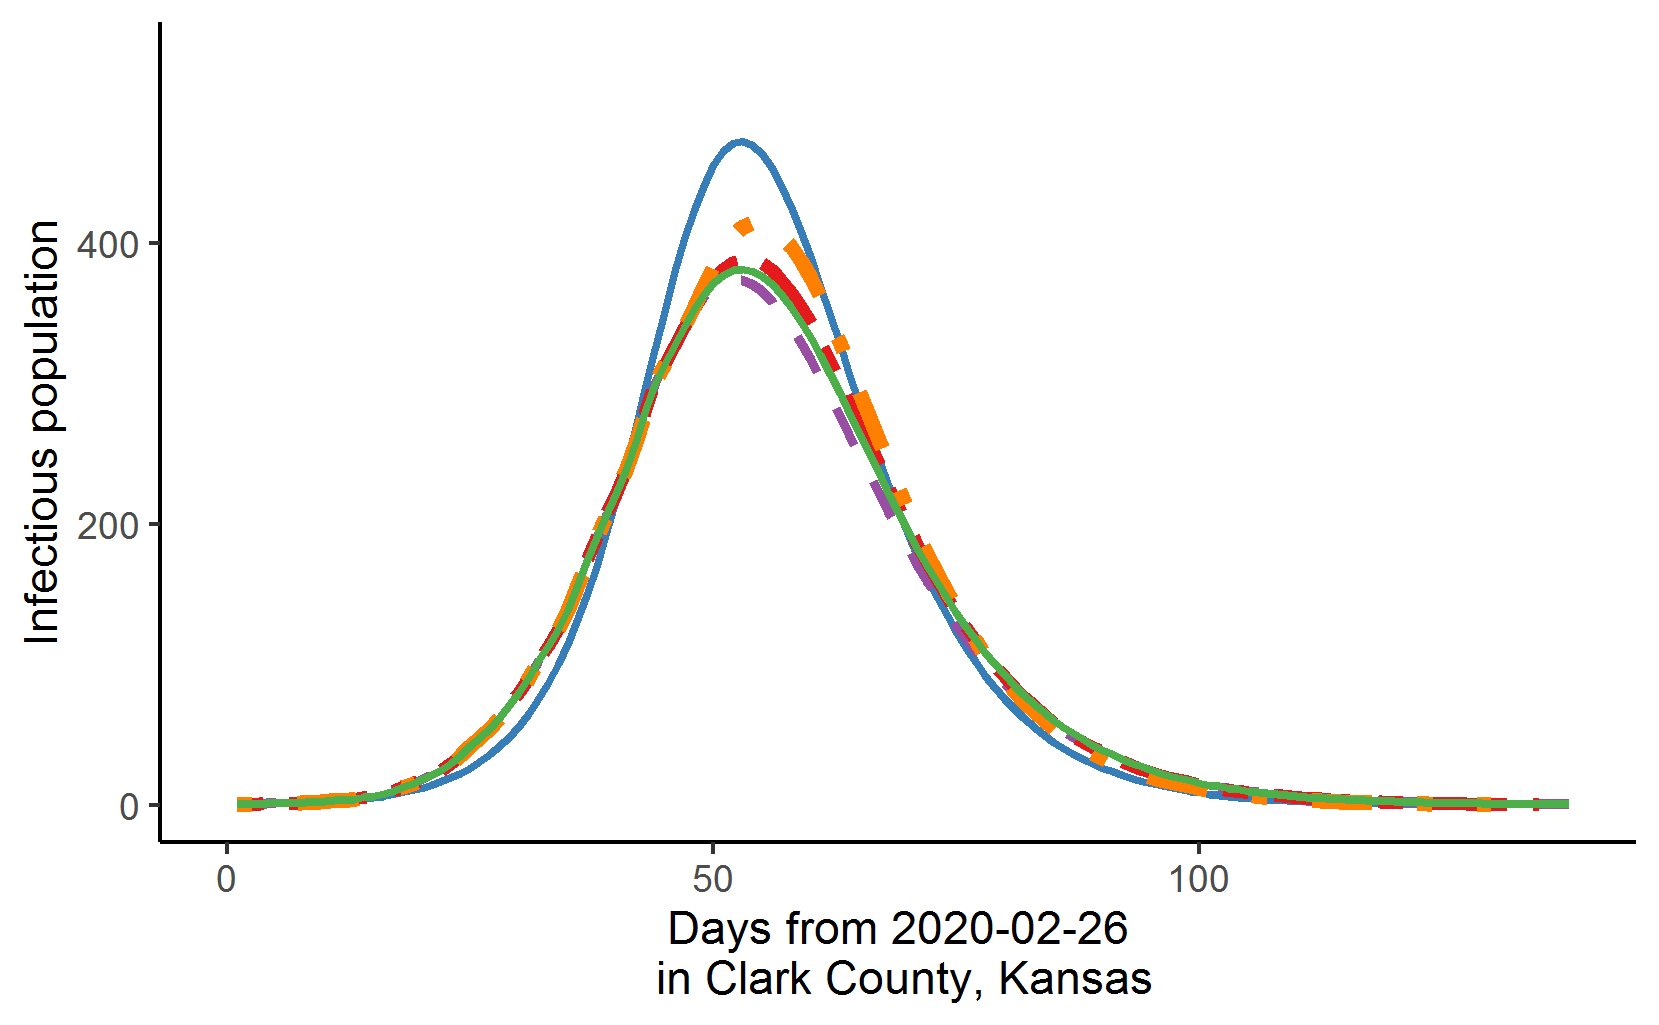 Infectious population
400
200
0
0
50
100
Days from 2020-02-26
in Clark County, Kansas